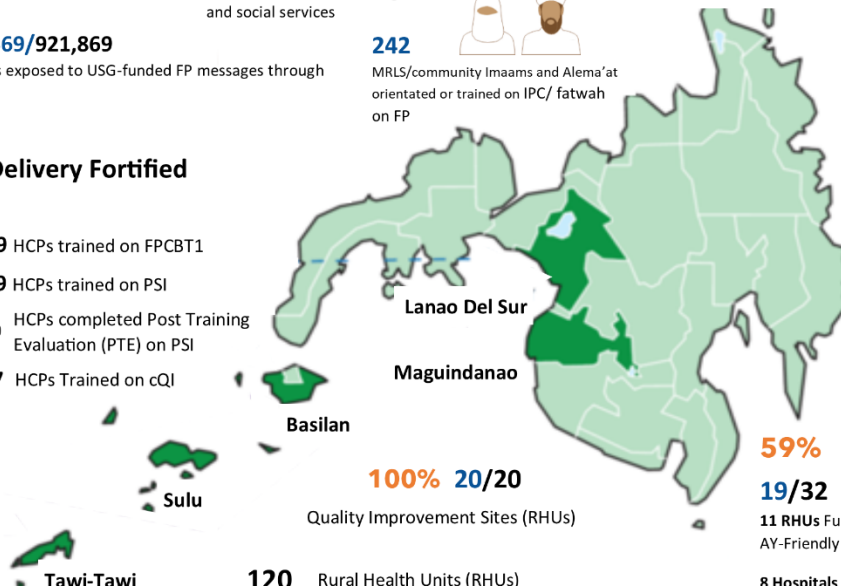 and social services
69/921,869
exposed to USG-funded FP messages through
242
MRLS/community Imaams and Alema’at
orientated or trained on IPC/ fatwah
on FP
Delivery Fortified
9 HCPs trained on FPCBT1
9 HCPs trained on PSI
HCPs completed Post Training
Evaluation (PTE) on PSI
HCPs Trained on cQI
Lanao Del Sur
Maguindanao
Basilan
Sulu
Tawi-Tawi
100% 20/20
Quality Improvement Sites (RHUs)
120 Rural Health Units (RHUs)
59%
19/32
11 RHUs Fu
AY-Friendly
8 Hospitals